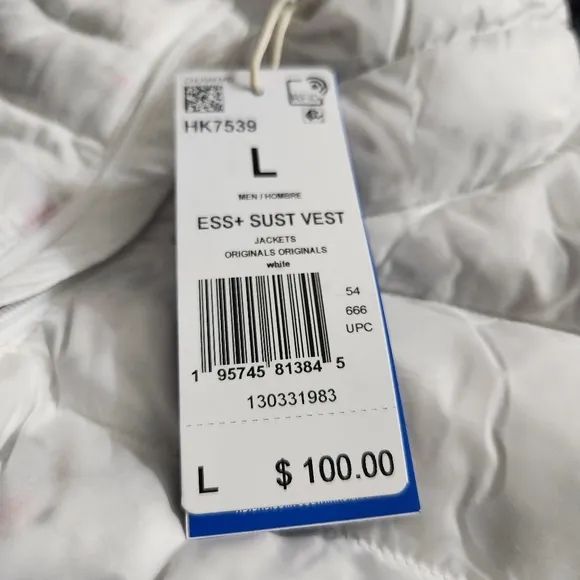 HK7539
L
MEN / HOMBRE
ESS+ SUST VEST
JACKETS
ORIGINALS ORIGINALS
white
54
666
UPC
1 95745 81384 5
130331983
L $ 100.00